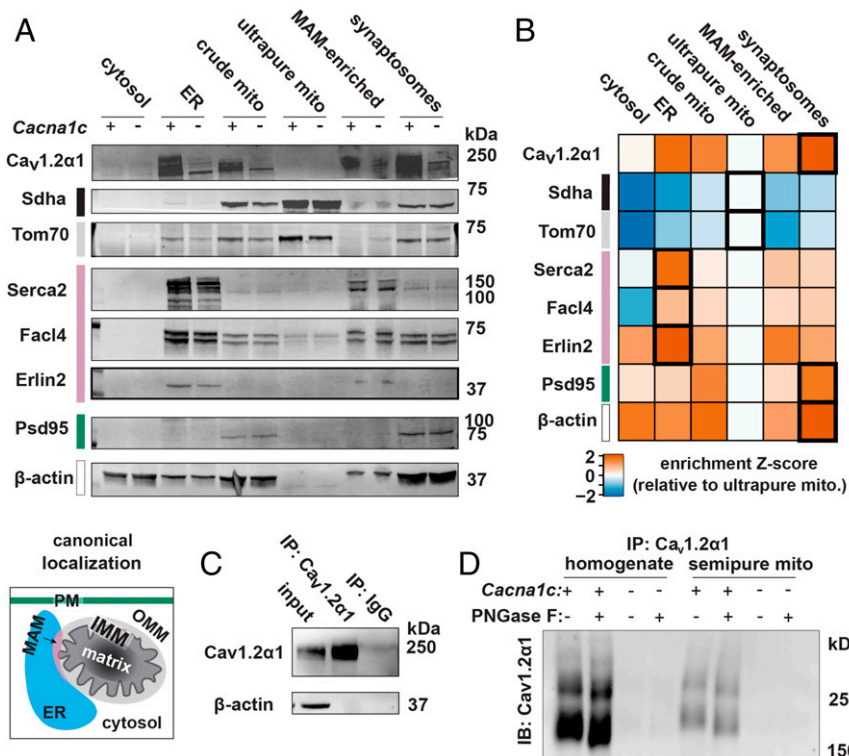 A
cytosol
ER
crude mito
ultrapure mito
MAM-enriched
synaptosomes
Cacna1c + - + - + - + - + - + -
kDa
Cav1.2α1
250
Sdha
75
Tom70
75
Serca2
150
100
Facl4
75
Erlin2
37
Psd95
100
75
β-actin
37
B
cytosol
ER
crude mito
ultrapure mito
MAM-enriched
synaptosomes
Cav1.2α1
Sdha
Tom70
Serca2
Facl4
Erlin2
Psd95
β-actin
2
0
−2
enrichment Z-score
(relative to ultrapure mito.)
canonical
localization
PM
MAM
OMM
IMM
matrix
ER
cytosol
C
input
IP: Cav1.2α1
IP: IgG
kDa
Cav1.2α1
250
β-actin
37
D
IP: Cav1.2α1
homogenate semipure mito
Cacna1c: + + - - + + - -
PNGase F: - + - + - + - +
IB: Cav1.2α1
kD
25
150